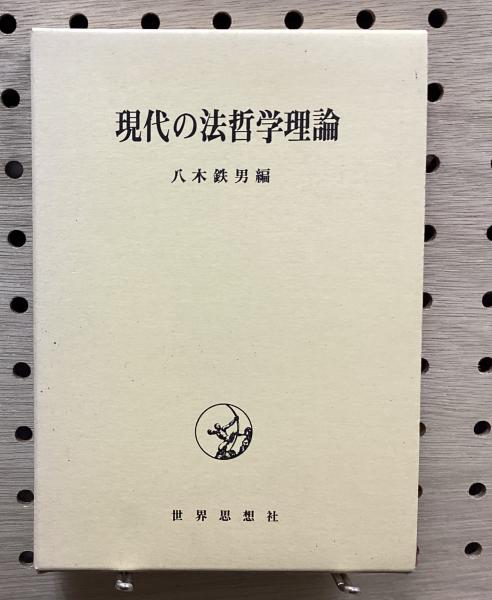 現代の法哲学理論
八木鉄男編
世界思想社